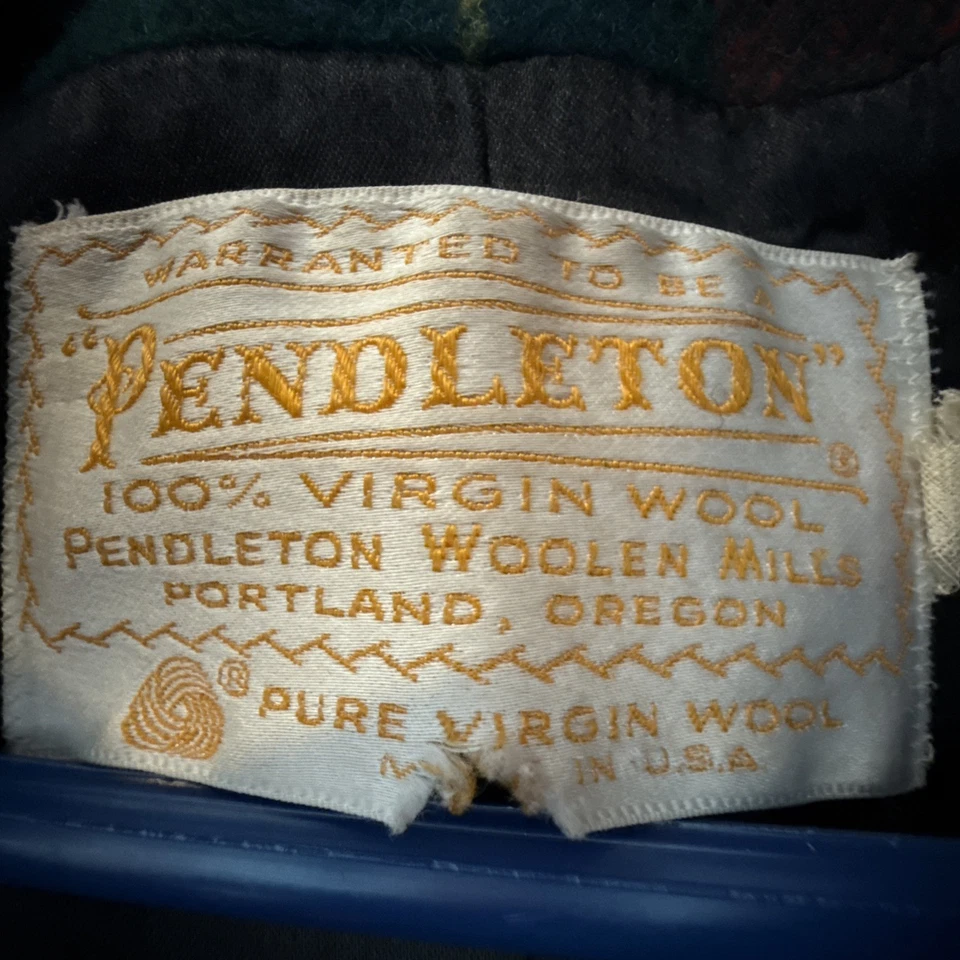 WARRANTED TO BE A
"PENDLETON"
®
100% VIRGIN WOOL
PENDLETON WOOLEN MILLS
PORTLAND, OREGON
® PURE VIRGIN WOOL
IN U.S.A